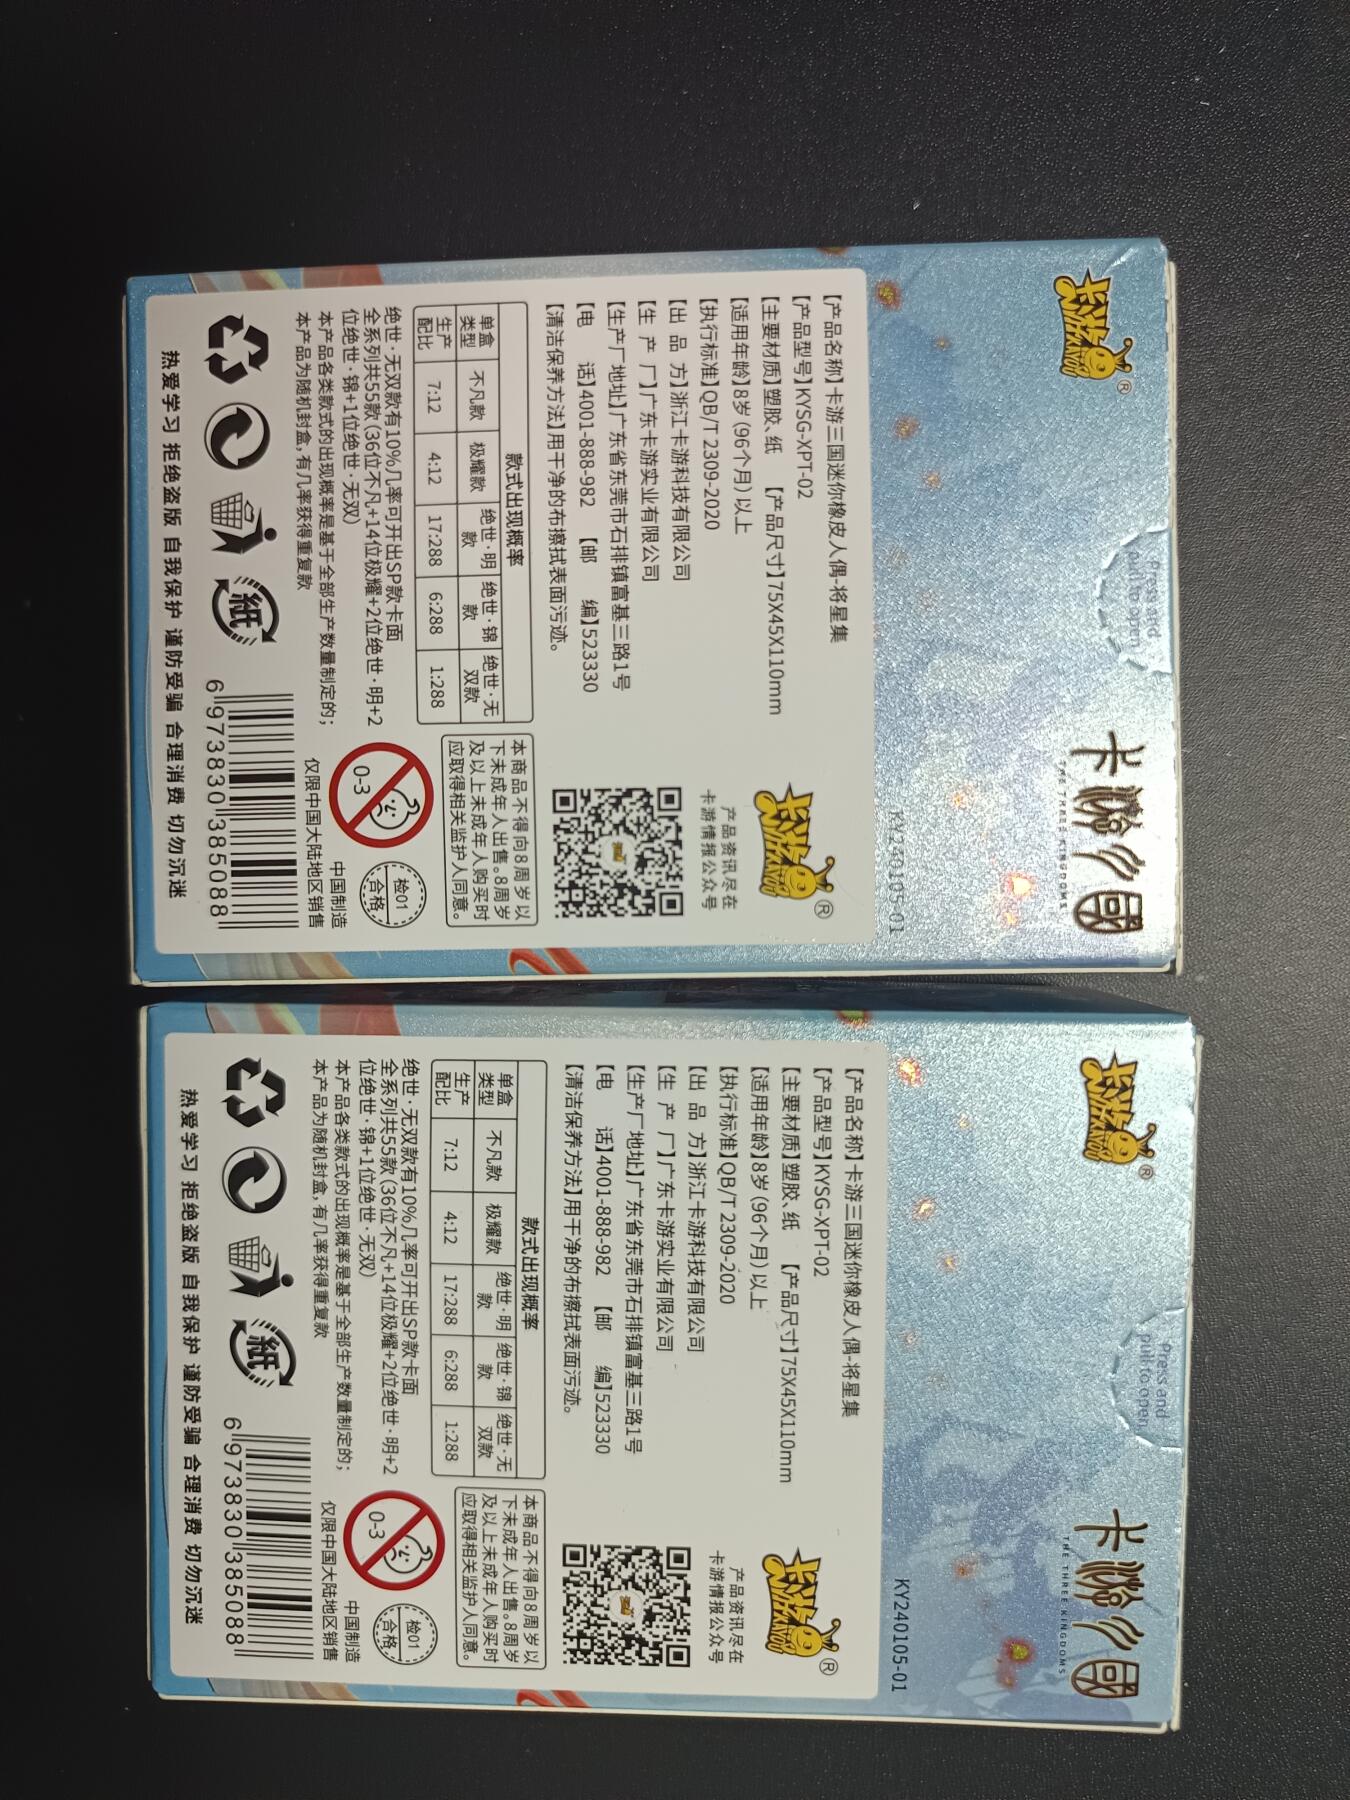 卡游
KAYOU
®
Press and
pull to open
卡游三國
THE THREE KINGDOMS
KY240105-01
【产品名称】卡游三国迷你橡皮人偶-将星集
【产品型号】KYSG-XPT-02
【主要材质】塑胶、纸 【产品尺寸】75X45X110mm
【适用年龄】8岁(96个月)以上
【执行标准】QB/T 2309-2020
【出 品 方】浙江卡游科技有限公司
【生 产 厂】广东卡游实业有限公司
【生产厂地址】广东省东莞市石排镇富基三路1号
【电 话】4001-888-982 【邮 编】523330
【清洁保养方法】用干净的布擦拭表面污迹。
卡游
KAYOU
®
产品资讯尽在
卡游情报公众号
款式出现概率
单盒类型 不凡款 极耀款 绝世·明款 绝世·锦款 绝世·无双款
生产配比 7:12 4:12 17:288 6:288 1:288
本商品不得向8周岁以
下未成年人出售。8周岁
及以上未成年人购买时
应取得相关监护人同意。
绝世·无双款有10%几率可开出SP款卡面
全系列共55款(36位不凡+14位极耀+2位绝世·明+2
位绝世·锦+1位绝世·无双)
本产品各类款式的出现概率是基于全部生产数量制定的;
本产品为随机封盒,有几率获得重复款
0-3
检01
合格
中国制造
仅限中国大陆地区销售
紙
6 973830 385088
热爱学习 拒绝盗版 自我保护 谨防受骗 合理消费 切勿沉迷
卡游
KAYOU
®
Press and
pull to open
卡游三國
THE THREE KINGDOMS
KY240105-01
【产品名称】卡游三国迷你橡皮人偶-将星集
【产品型号】KYSG-XPT-02
【主要材质】塑胶、纸 【产品尺寸】75X45X110mm
【适用年龄】8岁(96个月)以上
【执行标准】QB/T 2309-2020
【出 品 方】浙江卡游科技有限公司
【生 产 厂】广东卡游实业有限公司
【生产厂地址】广东省东莞市石排镇富基三路1号
【电 话】4001-888-982 【邮 编】523330
【清洁保养方法】用干净的布擦拭表面污迹。
卡游
KAYOU
®
产品资讯尽在
卡游情报公众号
款式出现概率
单盒类型 不凡款 极耀款 绝世·明款 绝世·锦款 绝世·无双款
生产配比 7:12 4:12 17:288 6:288 1:288
本商品不得向8周岁以
下未成年人出售。8周岁
及以上未成年人购买时
应取得相关监护人同意。
绝世·无双款有10%几率可开出SP款卡面
全系列共55款(36位不凡+14位极耀+2位绝世·明+2
位绝世·锦+1位绝世·无双)
本产品各类款式的出现概率是基于全部生产数量制定的;
本产品为随机封盒,有几率获得重复款
0-3
检01
合格
中国制造
仅限中国大陆地区销售
紙
6 973830 385088
热爱学习 拒绝盗版 自我保护 谨防受骗 合理消费 切勿沉迷